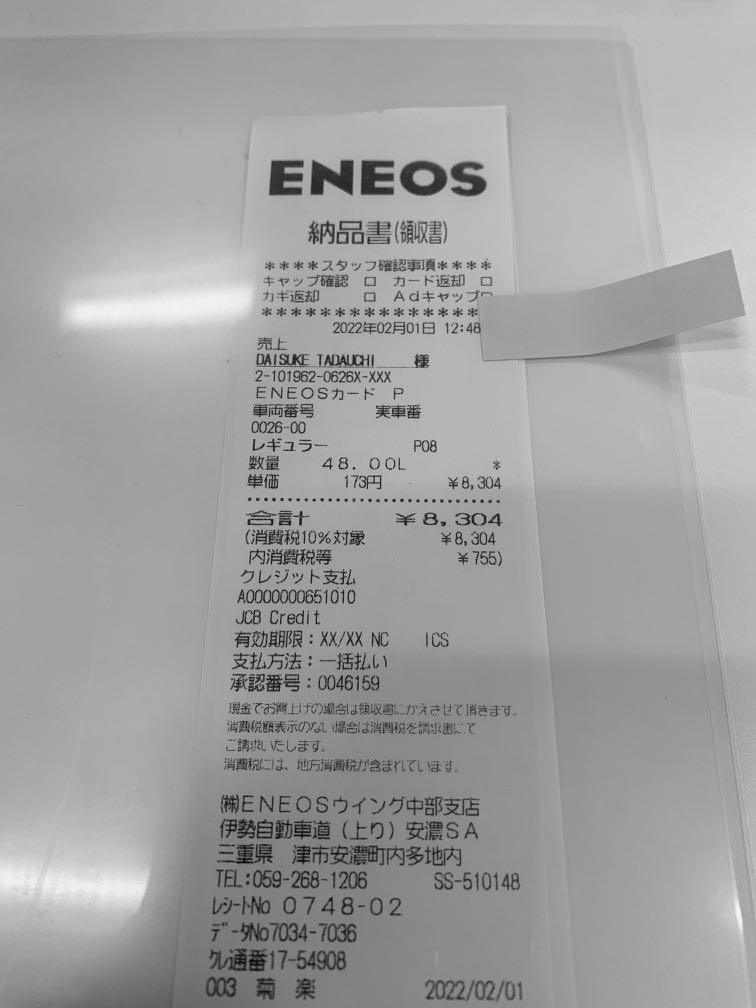 ENEOS
納品書(領収書)
****スタッフ確認事項****
キャップ確認 □ カード返却 □
カギ返却 □ Adキャップ□
***************
2022年02月01日 12:48
売上
DAISUKE TADAUCHI 様
2-101962-0626X-XXX
ENEOSカード P
車両番号 実車番
0026-00
レギュラー P08
数量 48.00L *
単価 173円 ¥8,304
合計 ¥8,304
(消費税10%対象 ¥8,304
内消費税等 ¥755)
クレジット支払
A0000000651010
JCB Credit
有効期限:XX/XX NC ICS
支払方法:一括払い
承認番号:0046159
現金でお買上げの場合は領収書にかえさせて頂きます。
消費税額表示のない場合は消費税を請求書にて
ご請求いたします。
消費税には、地方消費税が含まれています。
㈱ENEOSウイング中部支店
伊勢自動車道(上り)安濃SA
三重県 津市安濃町内多地内
TEL:059-268-1206 SS-510148
レシートNo 0748-02
データNo7034-7036
クレ通番17-54908
003 菊 楽 2022/02/01